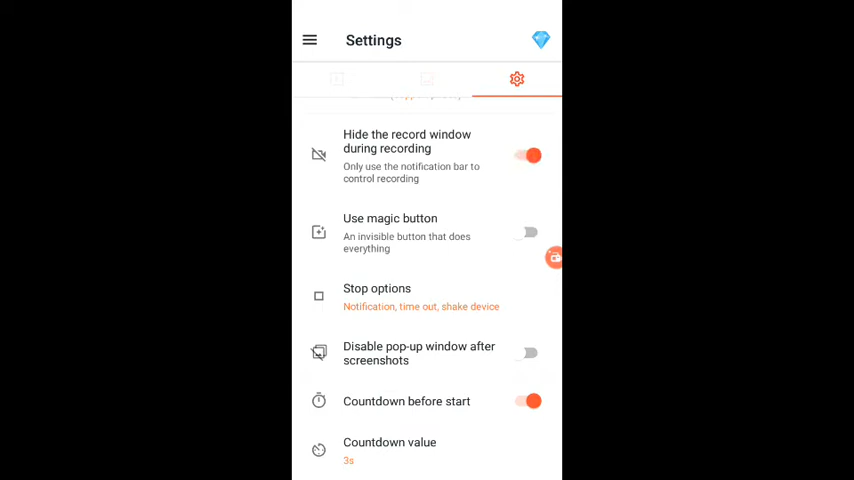 Settings
Hide the record window
during recording
Only use the notification bar to
control recording
Use magic button
An invisible button that does
everything
Stop options
Notification, time out, shake device
Disable pop-up window after
screenshots
Countdown before start
Countdown value
3s